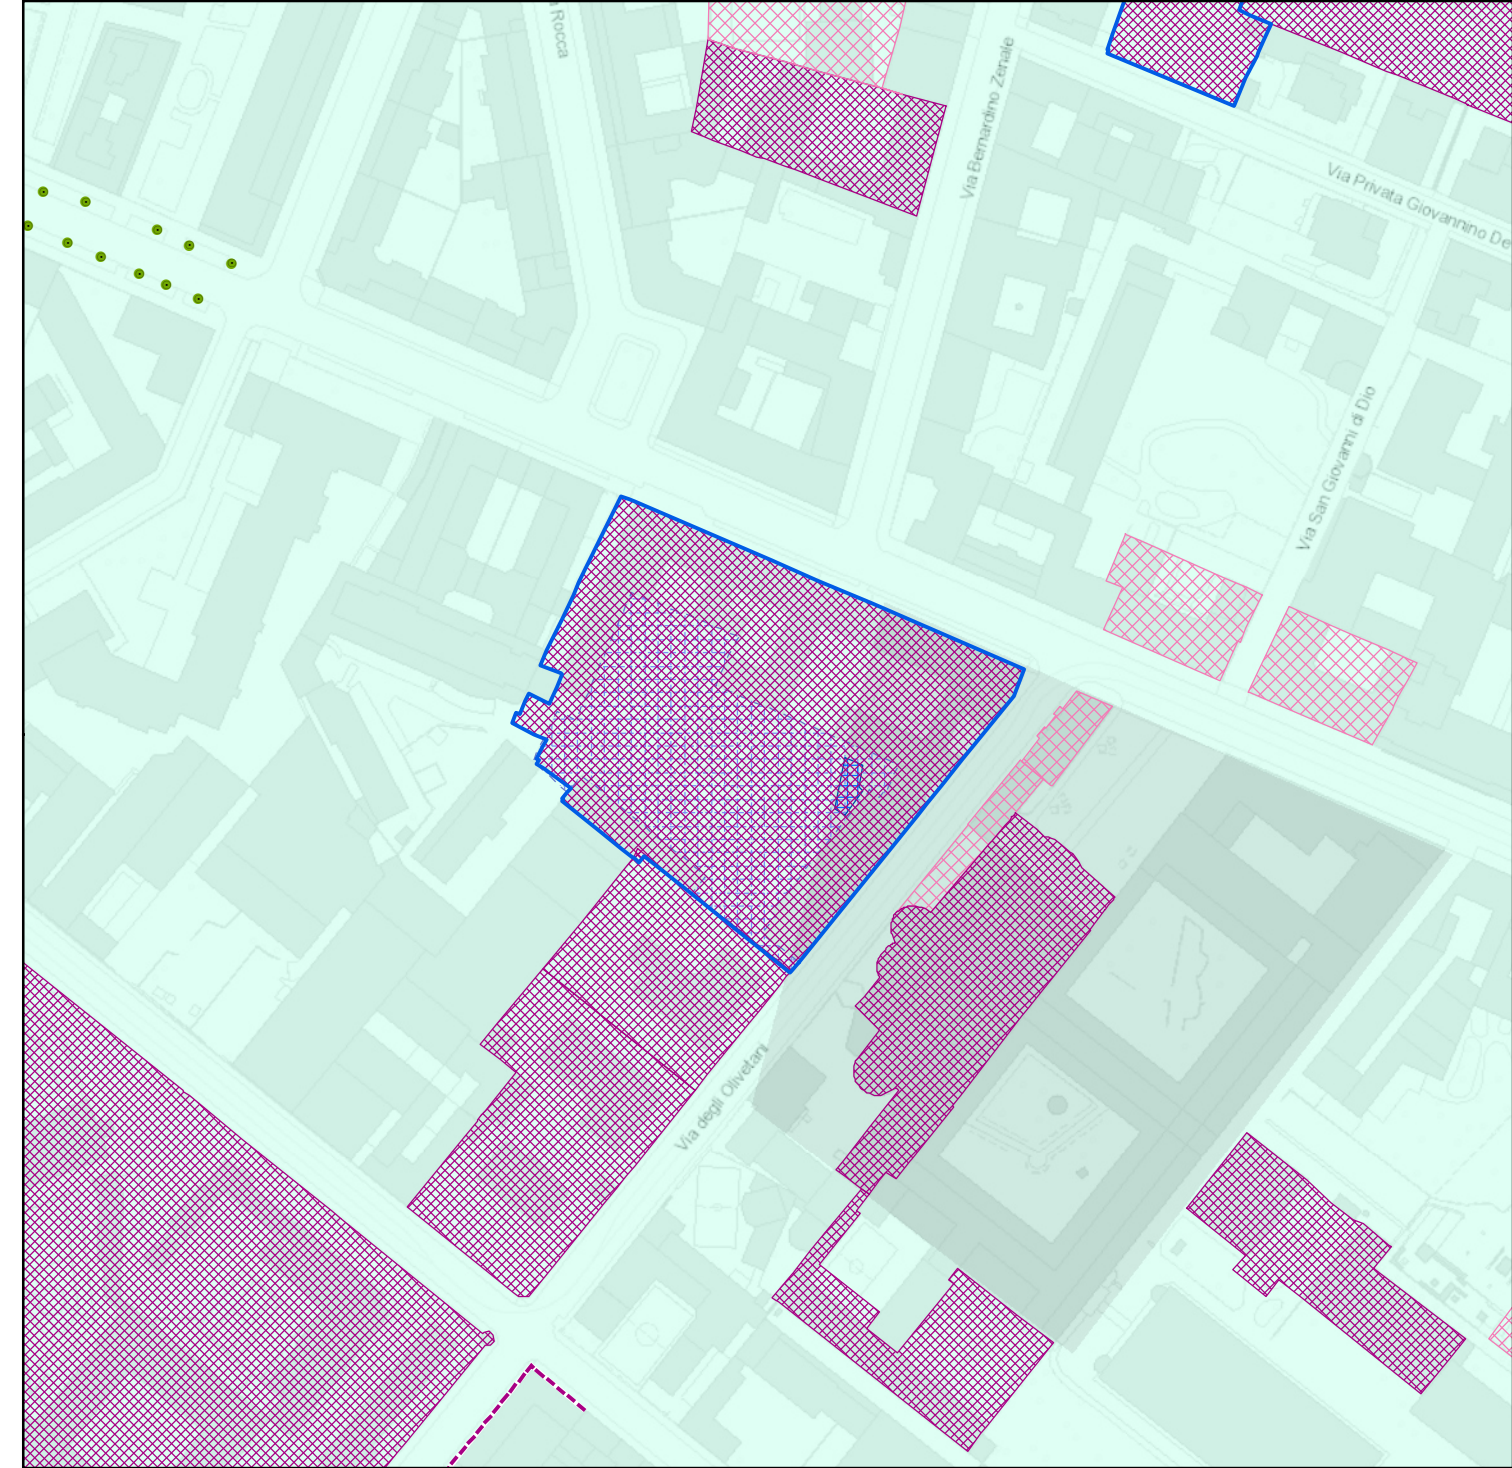 Rocca
Via Bernardino Zenale
Via Privata Giovannino De
Via San Giovanni di Dio
Via degli Olivetani